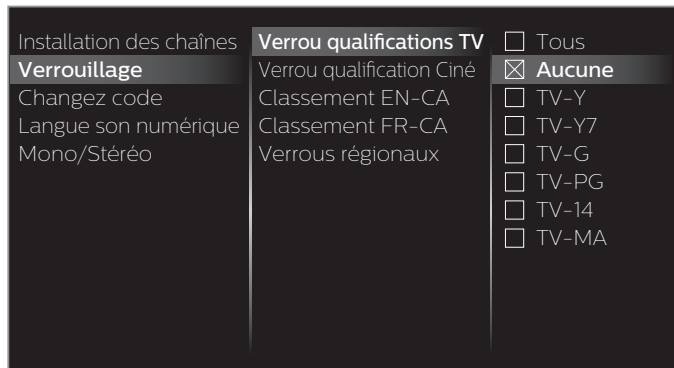 Installation des chaînes
Verrouillage
Changez code
Langue son numérique
Mono/Stéréo
Verrou qualifications TV
Verrou qualification Ciné
Classement EN-CA
Classement FR-CA
Verrous régionaux
Tous
Aucune
TV-Y
TV-Y7
TV-G
TV-PG
TV-14
TV-MA